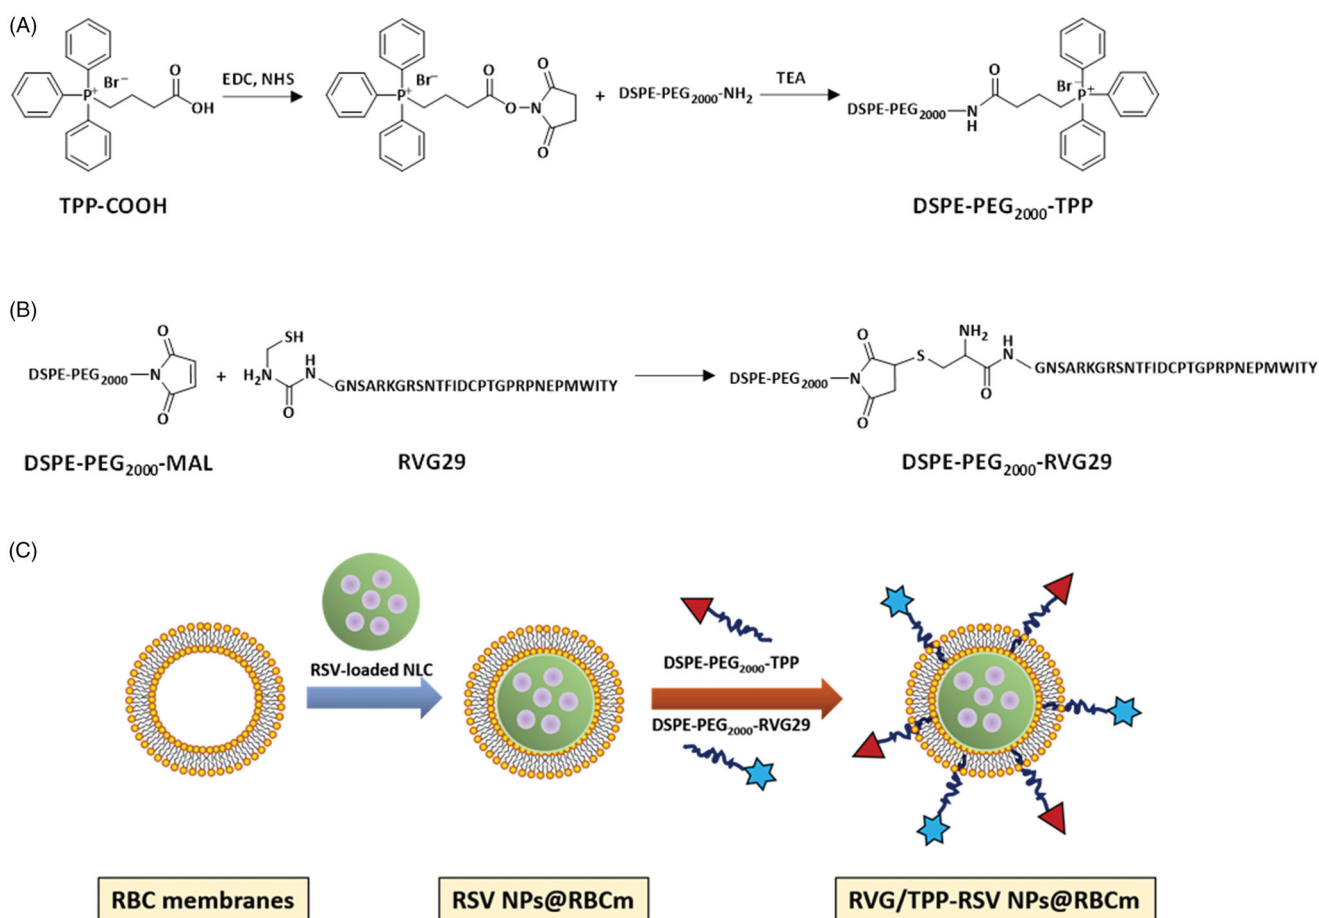 (A)
Br⁻
P⁺
O
OH
EDC, NHS
Br⁻
P⁺
O
O
N
O
O
+
DSPE-PEG2000-NH2
TEA
DSPE-PEG2000
N
H
O
Br⁻
P⁺
TPP-COOH
DSPE-PEG2000-TPP
(B)
DSPE-PEG2000
N
O
O
+
SH
H2N
O
H
N
GNSARKGRSNTFIDCPTGPRPNEPMWITY
DSPE-PEG2000
N
O
O
S
NH2
O
H
N
GNSARKGRSNTFIDCPTGPRPNEPMWITY
DSPE-PEG2000-MAL
RVG29
DSPE-PEG2000-RVG29
(C)
RSV-loaded NLC
DSPE-PEG2000-TPP
DSPE-PEG2000-RVG29
RBC membranes
RSV NPs@RBCm
RVG/TPP-RSV NPs@RBCm